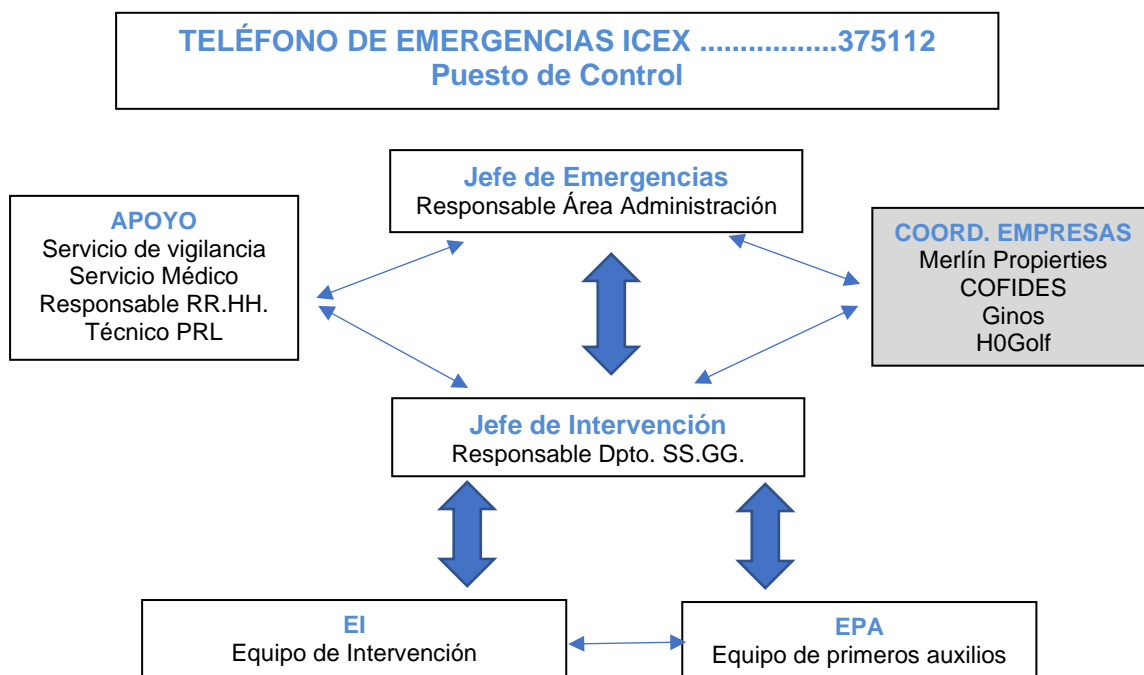 TELÉFONO DE EMERGENCIAS ICEX .................375112
Puesto de Control
Jefe de Emergencias
Responsable Área Administración
APOYO
Servicio de vigilancia
Servicio Médico
Responsable RR.HH.
Técnico PRL
COORD. EMPRESAS
Merlín Propierties
COFIDES
Ginos
H0Golf
Jefe de Intervención
Responsable Dpto. SS.GG.
EI
Equipo de Intervención
EPA
Equipo de primeros auxilios